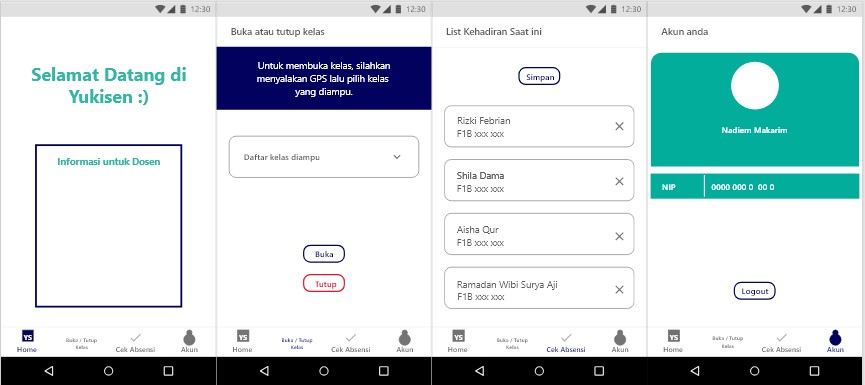 12:30
Selamat Datang di
Yukisen :)
Informasi untuk Dosen
YS
Home
Buka / Tutup
Kelas
Cek Absensi
Akun
12:30
Buka atau tutup kelas
Untuk membuka kelas, silahkan
menyalakan GPS lalu pilih kelas
yang diampu.
Daftar kelas diampu
Buka
Tutup
YS
Home
Buka / Tutup
Kelas
Cek Absensi
Akun
12:30
List Kehadiran Saat ini
Simpan
Rizki Febrian
F1B xxx xxx
Shila Dama
F1B xxx xxx
Aisha Qur
F1B xxx xxx
Ramadan Wibi Surya Aji
F1B xxx xxx
YS
Home
Buka / Tutup
Kelas
Cek Absensi
Akun
12:30
Akun anda
Nadiem Makarim
NIP 0000 000 0 00 0
Logout
YS
Home
Buka / Tutup
Kelas
Cek Absensi
Akun